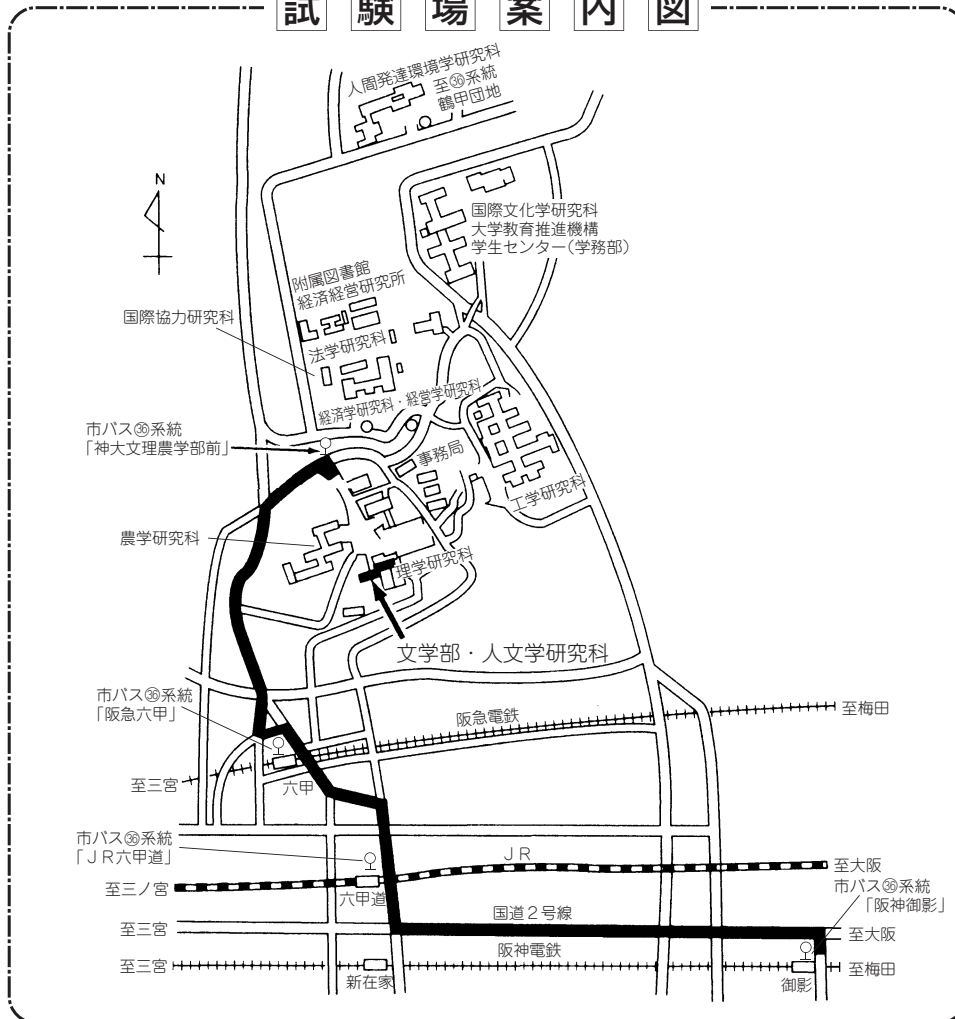 試験場案内図
人間発達環境学研究科
至㊱系統
鶴甲団地
N
国際文化学研究科
大学教育推進機構
学生センター(学務部)
附属図書館
経済経営研究所
国際協力研究科
法学研究科
経済学研究科・経営学研究科
市バス㊱系統
「神大文理農学部前」
事務局
工学研究科
農学研究科
理学研究科
文学部・人文学研究科
市バス㊱系統
「阪急六甲」
阪急電鉄
至梅田
至三宮
六甲
市バス㊱系統
「JR六甲道」
JR
至大阪
至三ノ宮
六甲道
市バス㊱系統
「阪神御影」
国道2号線
至三宮
至大阪
阪神電鉄
至三宮
新在家
御影
至梅田